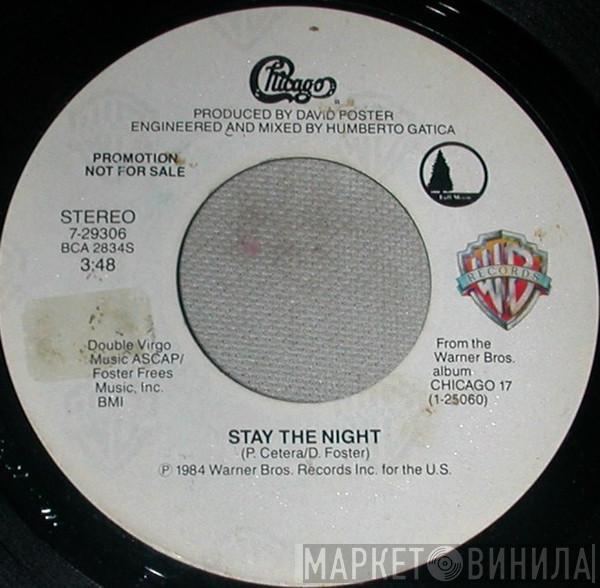 Chicago
PRODUCED BY DAVID FOSTER
ENGINEERED AND MIXED BY HUMBERTO GATICA
PROMOTION
NOT FOR SALE
Full Moon
STEREO
7-29306
BCA 2834S
3:48
W RECORDS B
Double Virgo
Music ASCAP/
Foster Frees
Music, Inc.
BMI
From the
Warner Bros.
album
CHICAGO 17
(1-25060)
STAY THE NIGHT
(P. Cetera/D. Foster)
℗ 1984 Warner Bros. Records Inc. for the U.S.
МАРКЕТ ВИНИЛА